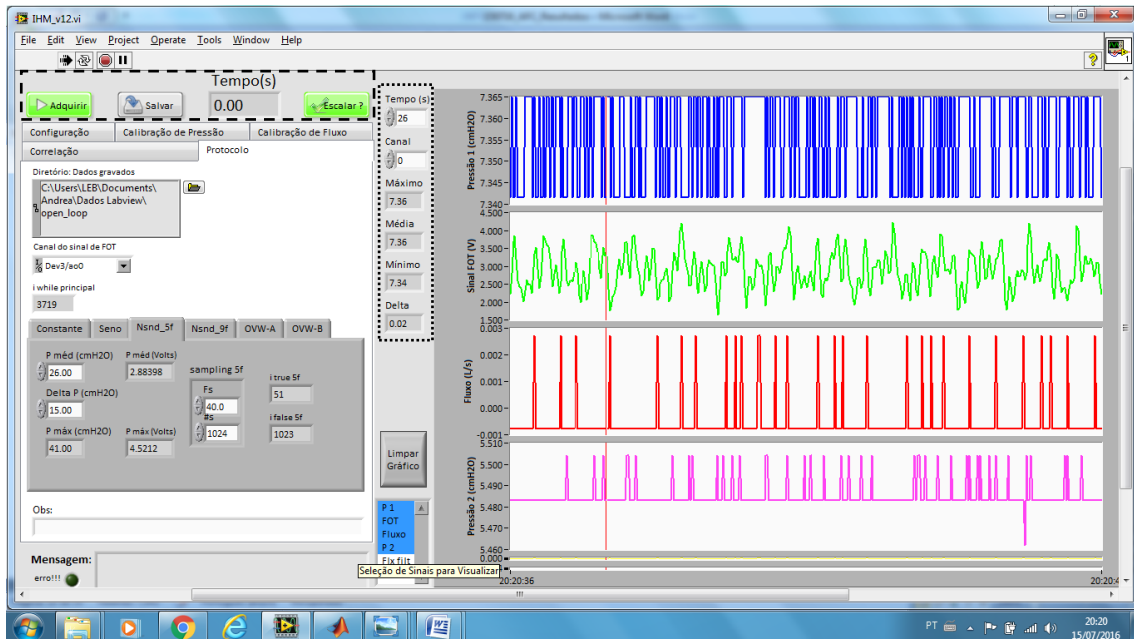 IHM_v12.vi
File Edit View Project Operate Tools Window Help
Tempo(s)
Adquirir
Salvar
0.00
Escalar ?
Configuração
Calibração de Pressão
Calibração de Fluxo
Correlação
Protocolo
Diretório: Dados gravados
C:\Users\LEB\Documents\
Andrea\Dados Labview\
open_loop
Canal do sinal de FOT
Dev3/ao0
i while principal
3719
Constante
Seno
Nsnd_5f
Nsnd_9f
OVW-A
OVW-B
P méd (cmH2O)
26.00
P méd (Volts)
2.88398
Delta P (cmH2O)
15.00
P máx (cmH2O)
41.00
P máx (Volts)
4.5212
sampling 5f
Fs
40.0
#s
1024
i true 5f
51
i false 5f
1023
Obs:
Mensagem:
erro!!!
Tempo (s)
26
Canal
0
Máximo
7.36
Média
7.36
Mínimo
7.34
Delta
0.02
Limpar
Gráfico
P 1
FOT
Fluxo
P 2
Flx filt
Seleção de Sinais para Visualizar
Pressão 1 (cmH2O)
7.365
7.360
7.355
7.350
7.345
7.340
Sinal FOT (V)
4.500
4.000
3.500
3.000
2.500
2.000
1.500
Fluxo (L/s)
0.003
0.002
0.001
0.000
-0.001
Pressão 2 (cmH2O)
5.510
5.500
5.490
5.480
5.470
5.460
0.000
20:20:36
20:20:4
PT
20:20
15/07/2016